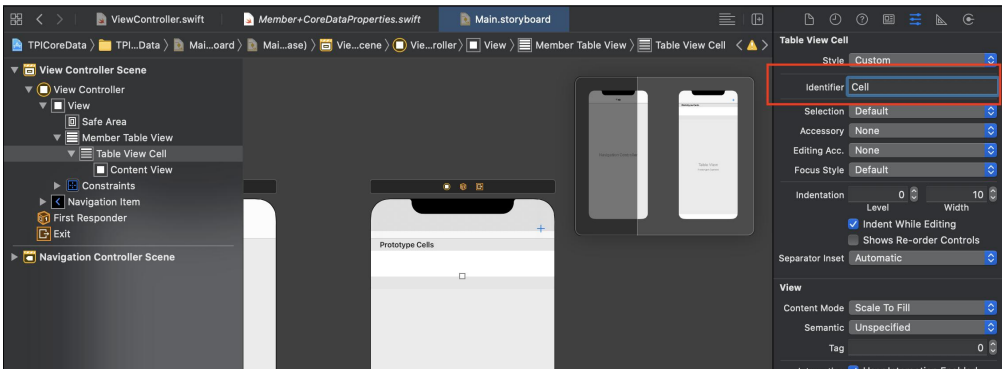 ViewController.swift
Member+CoreDataProperties.swift
Main.storyboard
TPICoreData
TPI...Data
Mai...oard
Mai...ase)
Vie...cene
Vie...roller
View
Member Table View
Table View Cell
View Controller Scene
View Controller
View
Safe Area
Member Table View
Table View Cell
Content View
Constraints
Navigation Item
First Responder
Exit
Navigation Controller Scene
Prototype Cells
Table View Cell
Style Custom
Identifier Cell
Selection Default
Accessory None
Editing Acc. None
Focus Style Default
Indentation 0 10
Level Width
Indent While Editing
Shows Re-order Controls
Separator Inset Automatic
View
Content Mode Scale To Fill
Semantic Unspecified
Tag 0